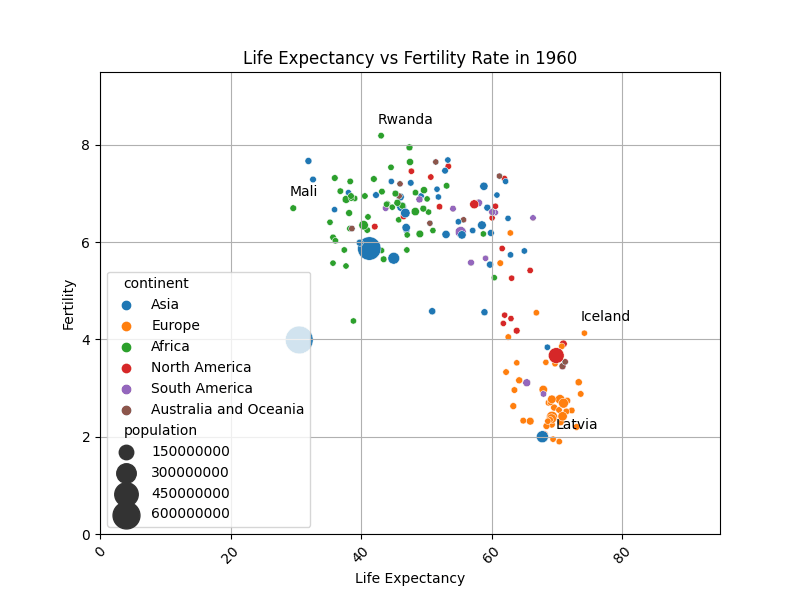 Life Expectancy vs Fertility Rate in 1960
Fertility
8
6
4
2
0
Rwanda
Mali
Iceland
Latvia
continent
Asia
Europe
Africa
North America
South America
Australia and Oceania
population
150000000
300000000
450000000
600000000
0
20
40
60
80
Life Expectancy